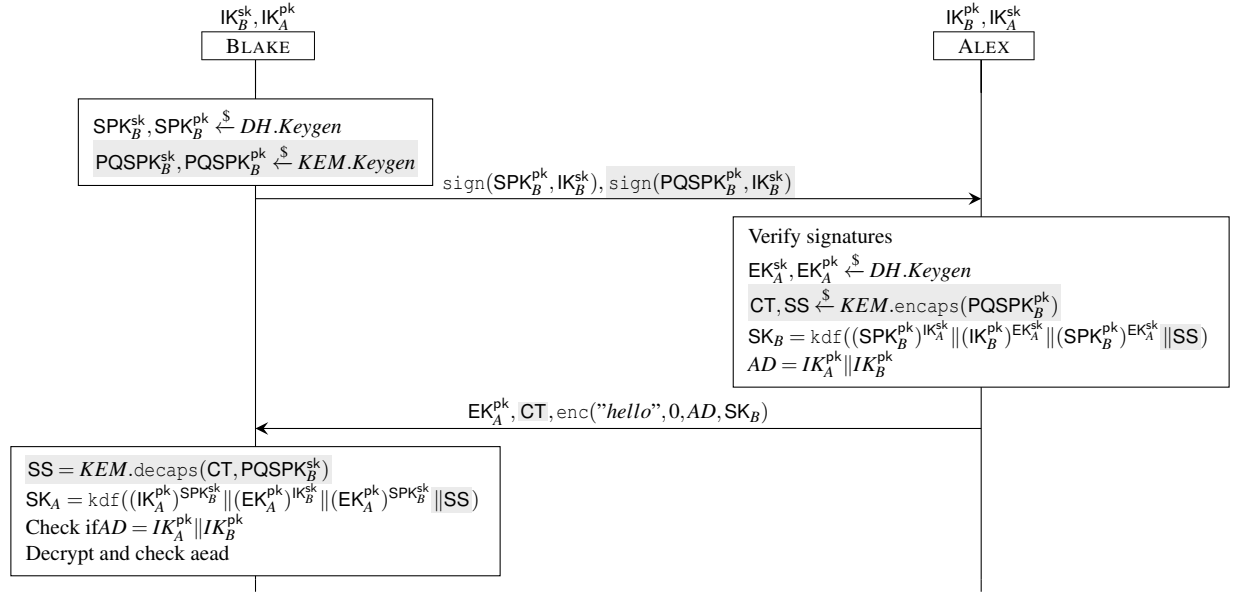 IK_B^sk, IK_A^pk
BLAKE
IK_B^pk, IK_A^sk
ALEX
SPK_B^sk, SPK_B^pk ←$ DH.Keygen
PQSPK_B^sk, PQSPK_B^pk ←$ KEM.Keygen
sign(SPK_B^pk, IK_B^sk), sign(PQSPK_B^pk, IK_B^sk)
Verify signatures
EK_A^sk, EK_A^pk ←$ DH.Keygen
CT, SS ←$ KEM.encaps(PQSPK_B^pk)
SK_B = kdf((SPK_B^pk)^IK_A^sk ∥(IK_B^pk)^EK_A^sk ∥(SPK_B^pk)^EK_A^sk ∥SS)
AD = IK_A^pk∥IK_B^pk
EK_A^pk, CT, enc("hello", 0, AD, SK_B)
SS = KEM.decaps(CT, PQSPK_B^sk)
SK_A = kdf((IK_A^pk)^SPK_B^sk ∥(EK_A^pk)^IK_B^sk ∥(EK_A^pk)^SPK_B^sk ∥SS)
Check ifAD = IK_A^pk∥IK_B^pk
Decrypt and check aead